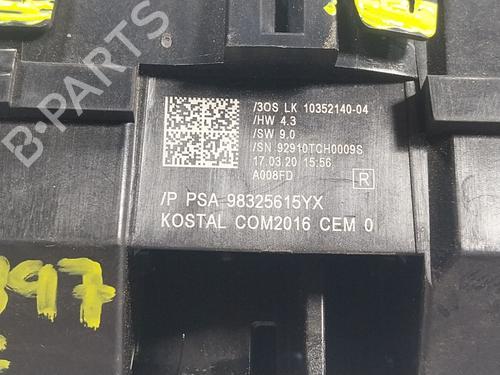 /3OS LK 10352140-04
/HW 4.3
/SW 9.0
/SN 92910TCH0009S
17.03.20 15:56
A008FD
R
/P PSA 98325615YX
KOSTAL COM2016 CEM 0
B-PARTS
397